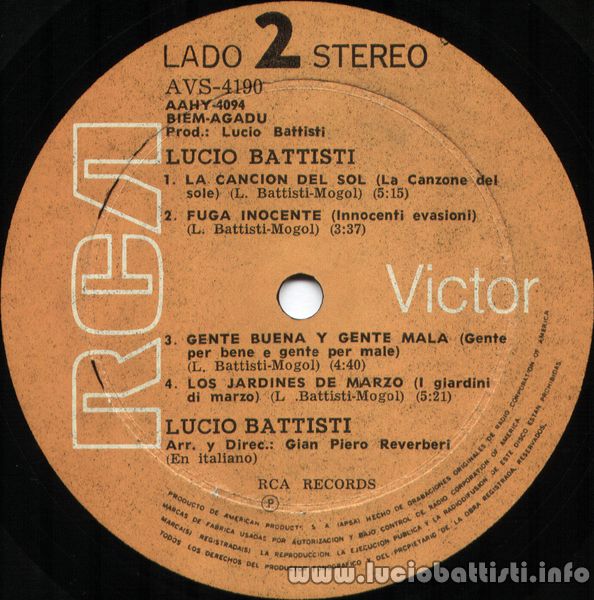 LADO 2 STEREO
AVS-4190
AAHY-4094
BIEM-AGADU
Prod.: Lucio Battisti
LUCIO BATTISTI
1. LA CANCION DEL SOL (La Canzone del
sole) (L. Battisti-Mogol) (5:15)
2. FUGA INOCENTE (Innocenti evasioni)
(L. Battisti-Mogol) (3:37)
RCA
Victor
3. GENTE BUENA Y GENTE MALA (Gente
per bene e gente per male)
(L. Battisti-Mogol) (4:40)
4. LOS JARDINES DE MARZO (I giardini
di marzo) (L .Battisti-Mogol) (5:21)
LUCIO BATTISTI
Arr. y Direc.: Gian Piero Reverberi
(En italiano)
RCA RECORDS
P
PRODUCTO DE AMERICAN PRODUCTS S. A. (APSA) HECHO DE GRABACIONES ORIGINALES DE RADIO CORPORATION OF AMERICA
MARCAS DE FABRICA USADAS POR AUTORIZACION Y BAJO CONTROL DE RADIO CORPORATION OF AMERICA.
MARCA(S) REGISTRADA(S) LA REPRODUCCION, LA EJECUCION PUBLICA Y LA RADIODIFUSION DE ESTE DISCO ESTAN PROHIBIDAS.
TODOS LOS DERECHOS DEL PRODUCTOR FONOGRAFICO Y DEL PROPIETARIO DE LA OBRA REGISTRADA, RESERVADOS.
www.luciobattisti.info